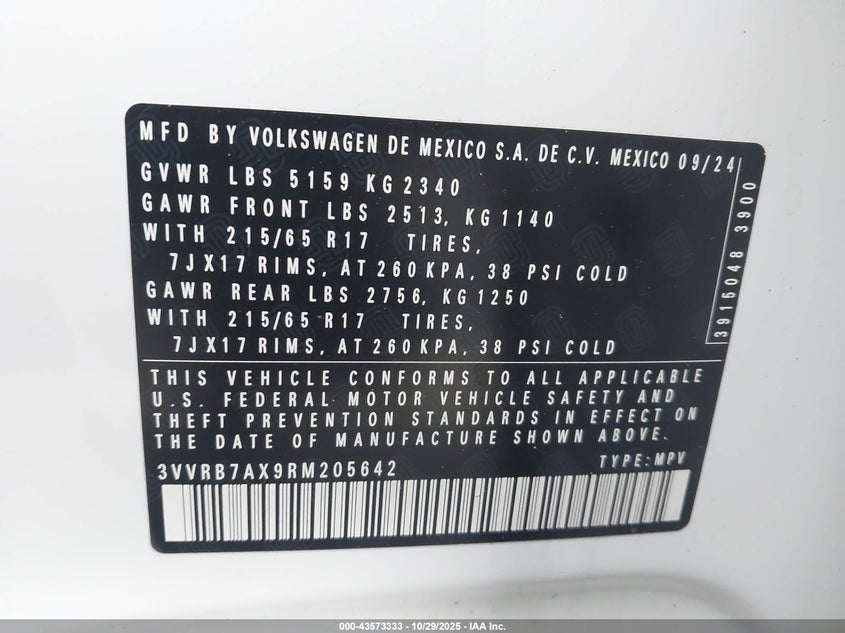 MFD BY VOLKSWAGEN DE MEXICO S.A. DE C.V. MEXICO 09/24
GVWR LBS 5159 KG 2340
GAWR FRONT LBS 2513, KG 1140
WITH 215/65 R17 TIRES,
7JX17 RIMS, AT 260 KPA, 38 PSI COLD
GAWR REAR LBS 2756, KG 1250
WITH 215/65 R17 TIRES,
7JX17 RIMS, AT 260 KPA, 38 PSI COLD
3915048 3900
THIS VEHICLE CONFORMS TO ALL APPLICABLE
U.S. FEDERAL MOTOR VEHICLE SAFETY AND
THEFT PREVENTION STANDARDS IN EFFECT ON
THE DATE OF MANUFACTURE SHOWN ABOVE.
3VVRB7AX9RM205642 TYPE: MPV
000-43573333 - 10/29/2025 - IAA Inc.